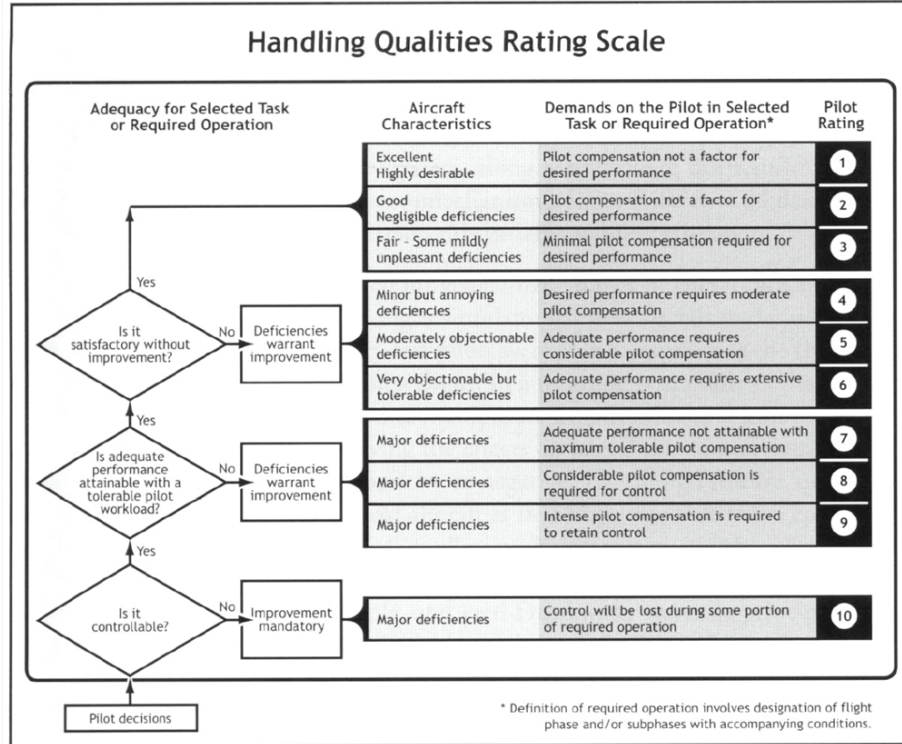 Handling Qualities Rating Scale
Adequacy for Selected Task
or Required Operation
Aircraft
Characteristics
Demands on the Pilot in Selected
Task or Required Operation*
Pilot
Rating
Excellent
Highly desirable
Pilot compensation not a factor for
desired performance
1
Good
Negligible deficiencies
Pilot compensation not a factor for
desired performance
2
Fair - Some mildly
unpleasant deficiencies
Minimal pilot compensation required for
desired performance
3
Yes
Is it
satisfactory without
improvement?
No
Deficiencies
warrant
improvement
Minor but annoying
deficiencies
Desired performance requires moderate
pilot compensation
4
Moderately objectionable
deficiencies
Adequate performance requires
considerable pilot compensation
5
Very objectionable but
tolerable deficiencies
Adequate performance requires extensive
pilot compensation
6
Yes
Is adequate
performance
attainable with a
tolerable pilot
workload?
No
Deficiencies
warrant
improvement
Major deficiencies
Adequate performance not attainable with
maximum tolerable pilot compensation
7
Major deficiencies
Considerable pilot compensation is
required for control
8
Major deficiencies
Intense pilot compensation is required
to retain control
9
Yes
Is it
controllable?
No
Improvement
mandatory
Major deficiencies
Control will be lost during some portion
of required operation
10
Pilot decisions
* Definition of required operation involves designation of flight
phase and/or subphases with accompanying conditions.